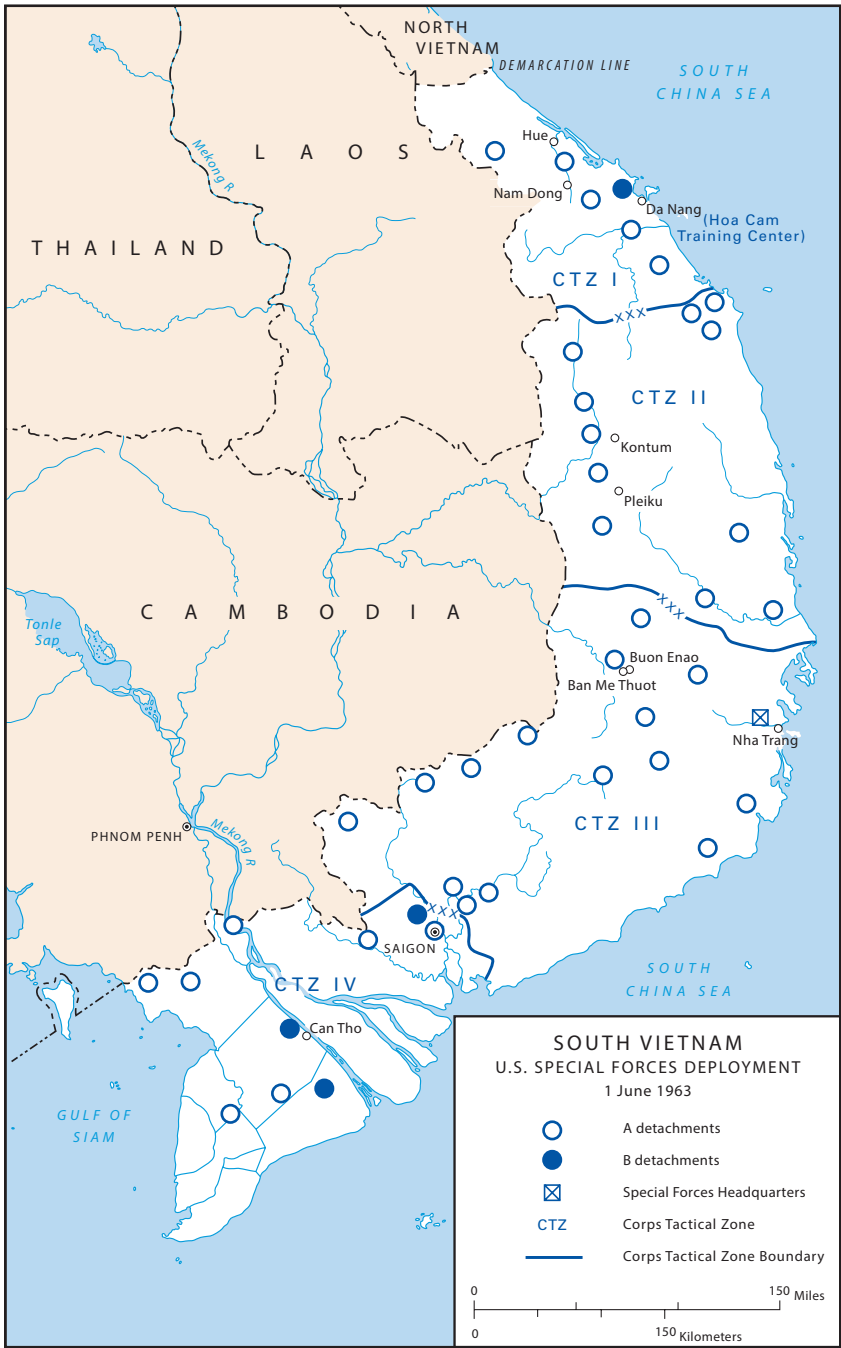 NORTH
VIETNAM
DEMARCATION LINE
SOUTH
CHINA SEA
Hue
LAOS
Mekong R
Nam Dong
Da Nang
(Hoa Cam
Training Center)
THAILAND
CTZ I
XXX
CTZ II
Kontum
Pleiku
CAMBODIA
XXX
Tonle
Sap
Buon Enao
Ban Me Thuot
Nha Trang
PHNOM PENH
Mekong R
CTZ III
XXX
SAIGON
SOUTH
CHINA SEA
CTZ IV
Can Tho
GULF OF
SIAM
SOUTH VIETNAM
U.S. SPECIAL FORCES DEPLOYMENT
1 June 1963
A detachments
B detachments
Special Forces Headquarters
CTZ Corps Tactical Zone
Corps Tactical Zone Boundary
0 150 Miles
0 150 Kilometers